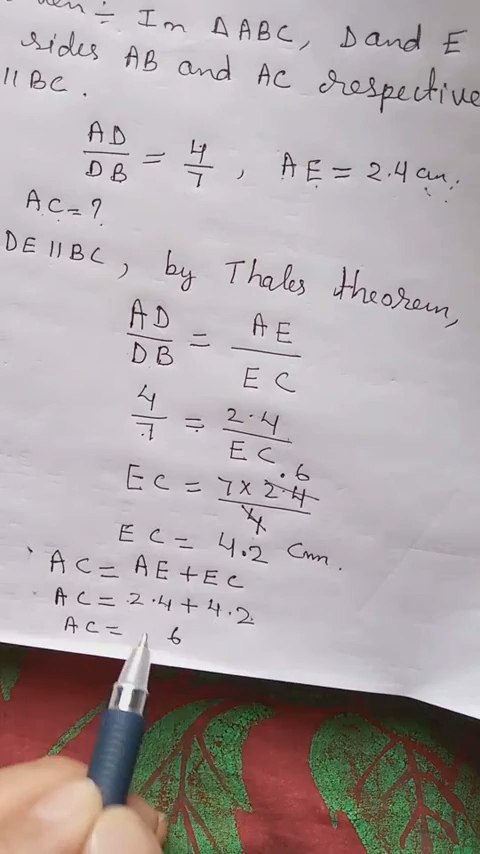 ÷ In ΔABC, D and E
sides AB and AC respective
|| BC.
AD/DB = 4/7, AE = 2.4 cm.
AC = ?
DE || BC, by Thales theorem,
AD/DB = AE/EC
4/7 = 2.4/EC
.6
EC = 7 × 2.4/4
EC = 4.2 Cm.
AC = AE + EC
AC = 2.4 + 4.2
AC = 6